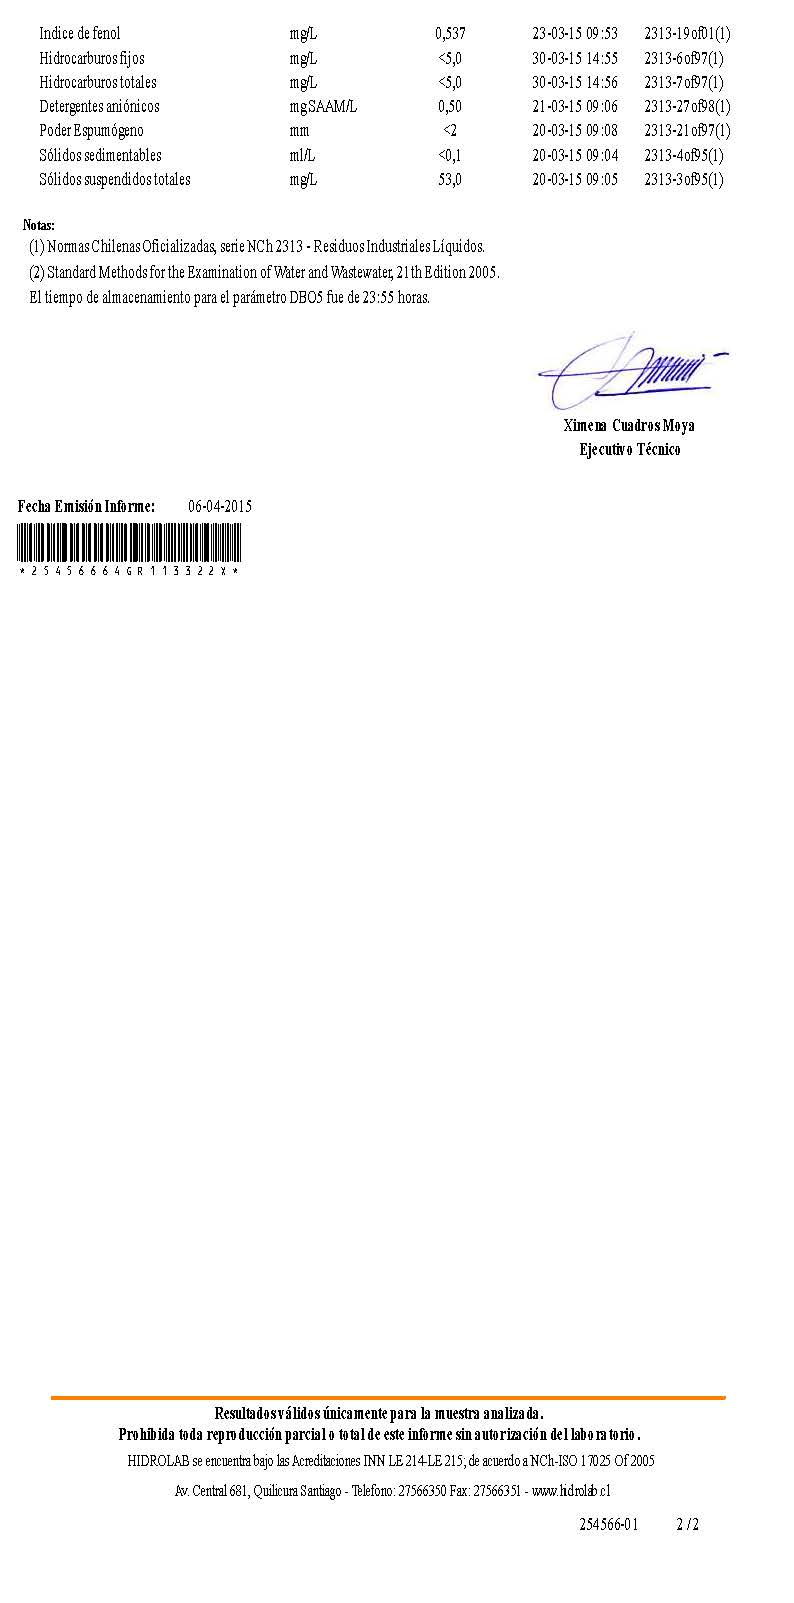 Indice de fenol mg/L 0,537 23-03-15 09:53 2313-19of01(1)
Hidrocarburos fijos mg/L <5,0 30-03-15 14:55 2313-6of97(1)
Hidrocarburos totales mg/L <5,0 30-03-15 14:56 2313-7of97(1)
Detergentes aniónicos mg SAAM/L 0,50 21-03-15 09:06 2313-27of98(1)
Poder Espumógeno mm <2 20-03-15 09:08 2313-21of97(1)
Sólidos sedimentables ml/L <0,1 20-03-15 09:04 2313-4of95(1)
Sólidos suspendidos totales mg/L 53,0 20-03-15 09:05 2313-3of95(1)
Notas:
(1) Normas Chilenas Oficializadas, serie NCh 2313 - Residuos Industriales Líquidos.
(2) Standard Methods for the Examination of Water and Wastewater, 21th Edition 2005.
El tiempo de almacenamiento para el parámetro DBO5 fue de 23:55 horas.
Ximena Cuadros Moya
Ejecutivo Técnico
Fecha Emisión Informe: 06-04-2015
*25456664GR113322X*
Resultados válidos únicamente para la muestra analizada.
Prohibida toda reproducción parcial o total de este informe sin autorización del laboratorio.
HIDROLAB se encuentra bajo las Acreditaciones INN LE 214-LE 215; de acuerdo a NCh-ISO 17025 Of 2005
Av. Central 681, Quilicura Santiago - Telefono: 27566350 Fax: 27566351 - www.hidrolab.cl
254566-01 2 / 2